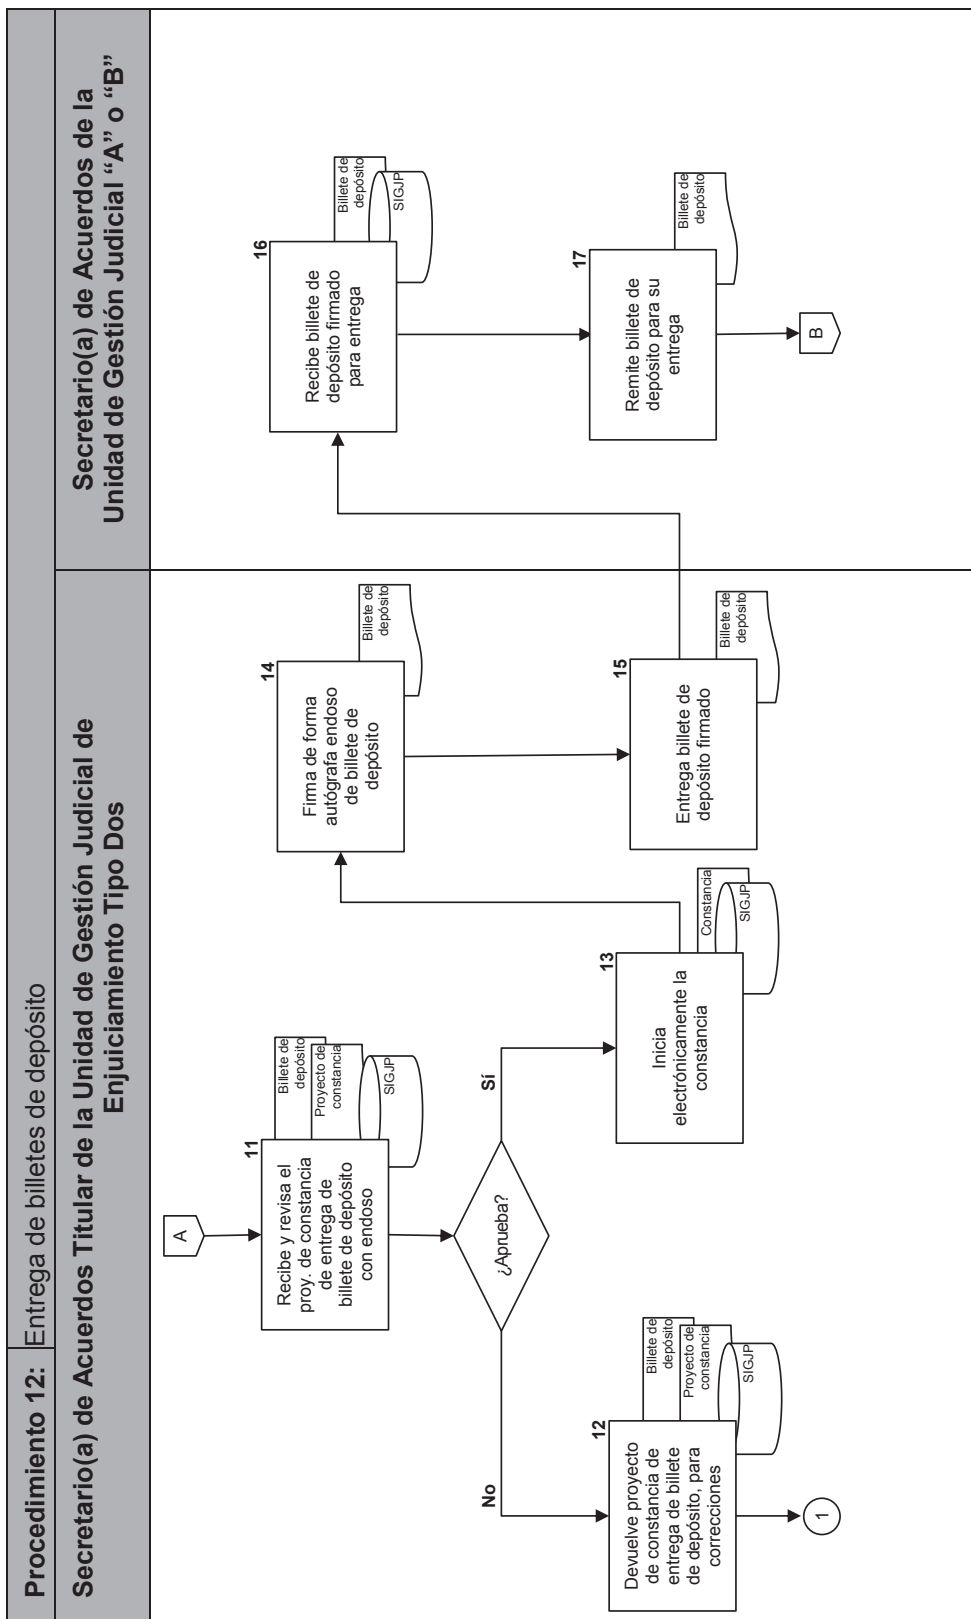 Procedimiento 12: Entrega de billetes de depósito
Secretario(a) de Acuerdos Titular de la Unidad de Gestión Judicial de
Enjuiciamiento Tipo Dos
Secretario(a) de Acuerdos de la
Unidad de Gestión Judicial “A” o “B”
A
11
Recibe y revisa el
proy. de constancia
de entrega de
billete de depósito
con endoso
Billete de
depósito
Proyecto de
constancia
SIGJP
¿Aprueba?
No
Sí
12
Devuelve proyecto
de constancia de
entrega de billete
de depósito, para
correcciones
Billete de
depósito
Proyecto de
constancia
SIGJP
1
13
Inicia
electrónicamente la
constancia
Constancia
SIGJP
14
Firma de forma
autógrafa endoso
de billete de
depósito
Billete de
depósito
15
Entrega billete de
depósito firmado
Billete de
depósito
16
Recibe billete de
depósito firmado
para entrega
Billete de
depósito
SIGJP
17
Remite billete de
depósito para su
entrega
Billete de
depósito
B